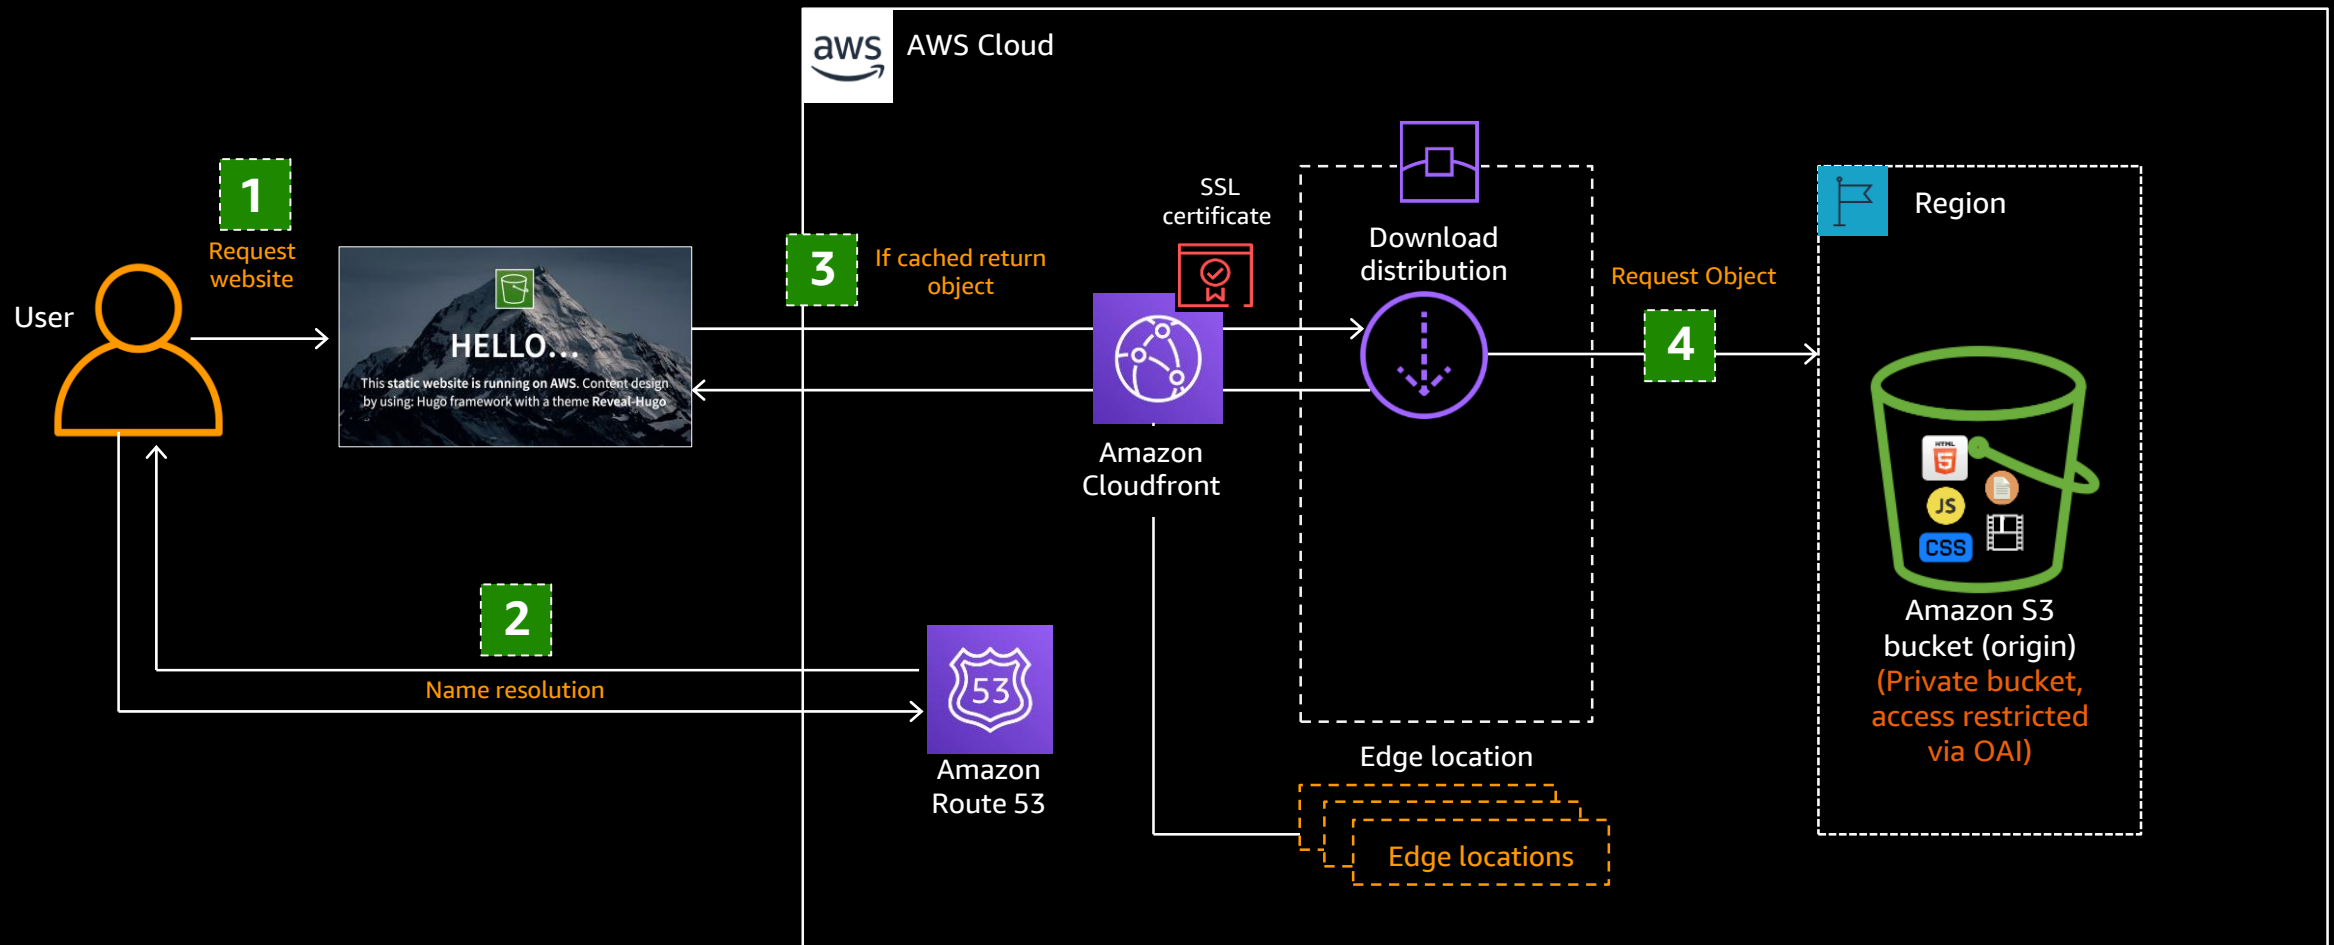 aws
AWS Cloud
1
Request
website
User
HELLO...
This static website is running on AWS. Content design
by using: Hugo framework with a theme Reveal-Hugo
3
If cached return
object
SSL
certificate
Amazon
Cloudfront
Download
distribution
Request Object
4
Region
HTML
5
JS
CSS
Amazon S3
bucket (origin)
(Private bucket,
access restricted
via OAI)
2
Name resolution
53
Amazon
Route 53
Edge location
Edge locations